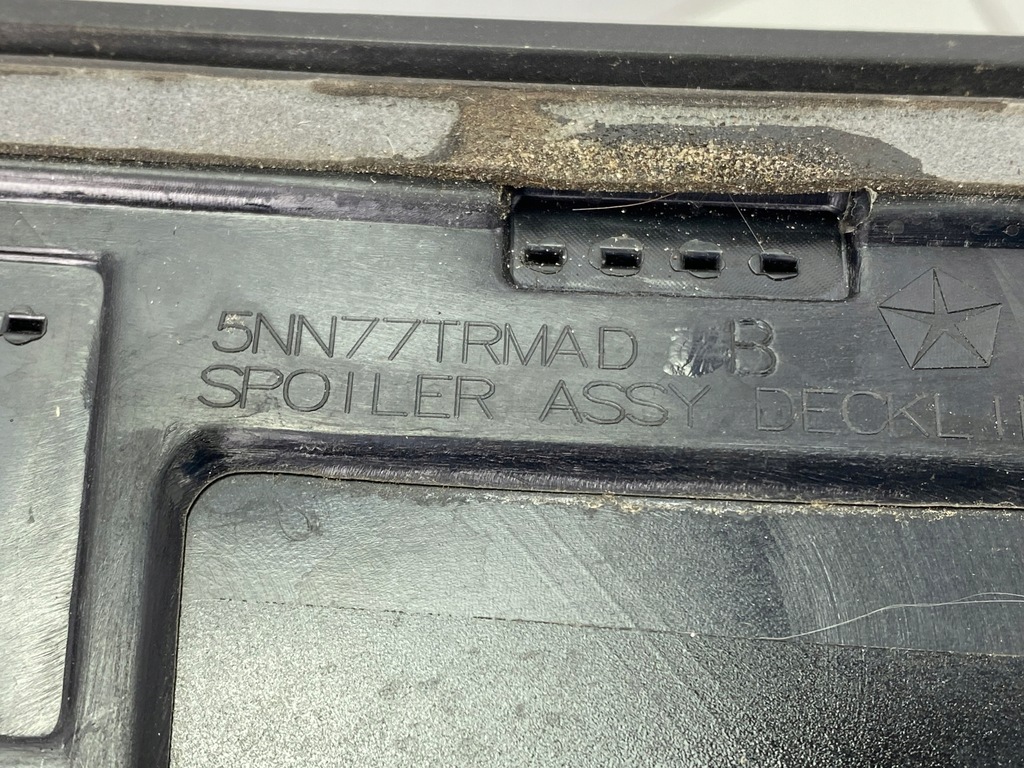 5NN77TRMAD B
SPOILER ASSY